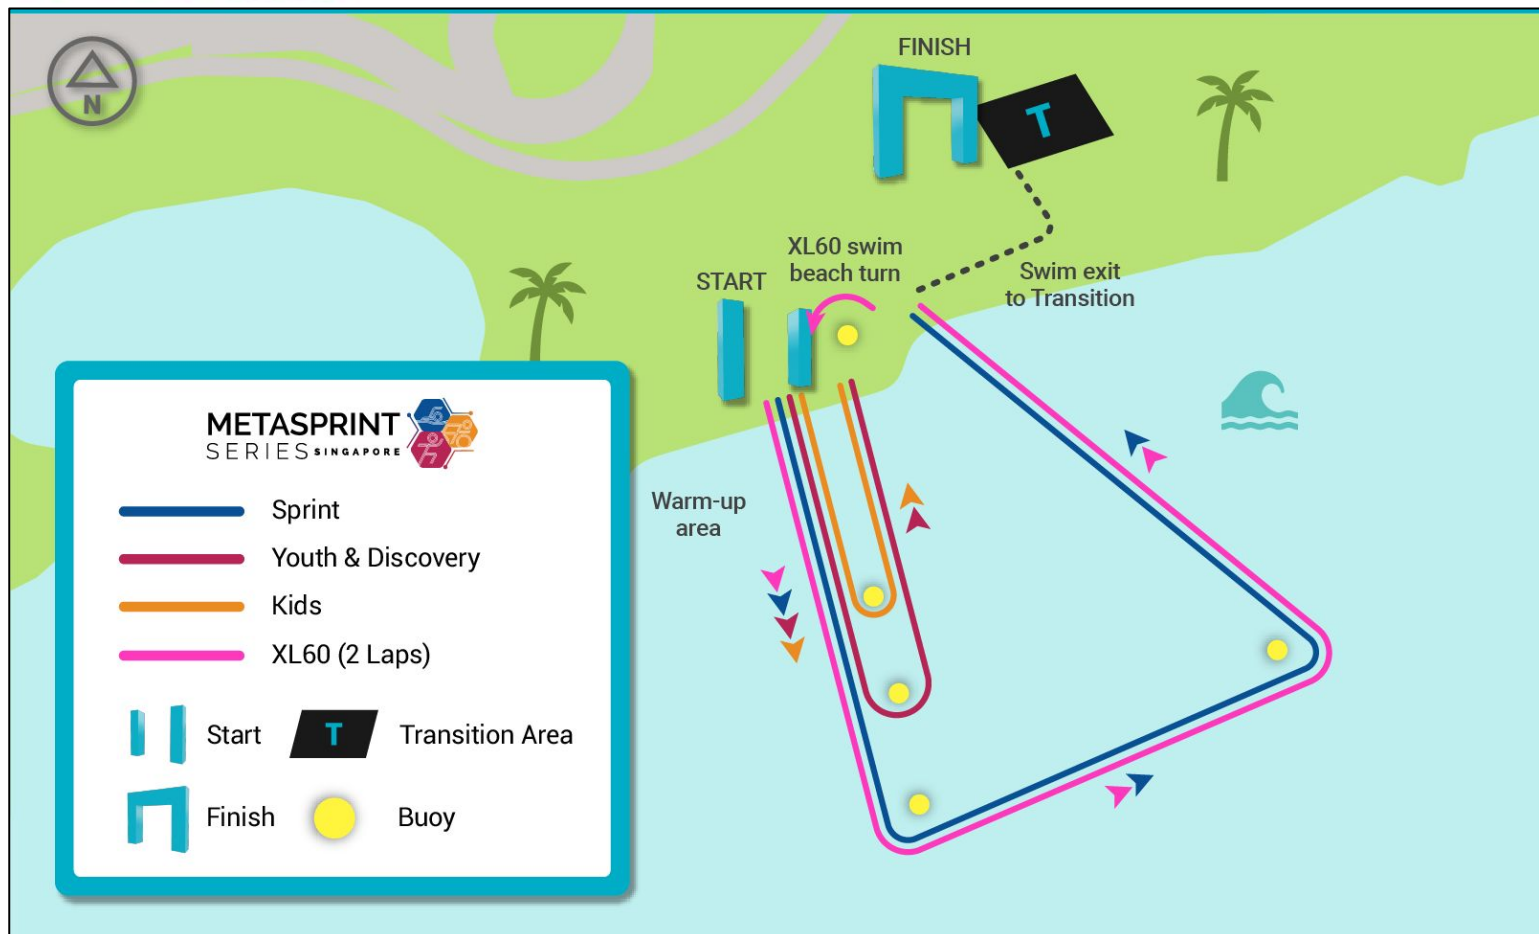 N
FINISH
T
XL60 swim
beach turn
START
Swim exit
to Transition
Warm-up
area
METASPRINT
SERIES SINGAPORE
Sprint
Youth & Discovery
Kids
XL60 (2 Laps)
Start
T
Transition Area
Finish
Buoy